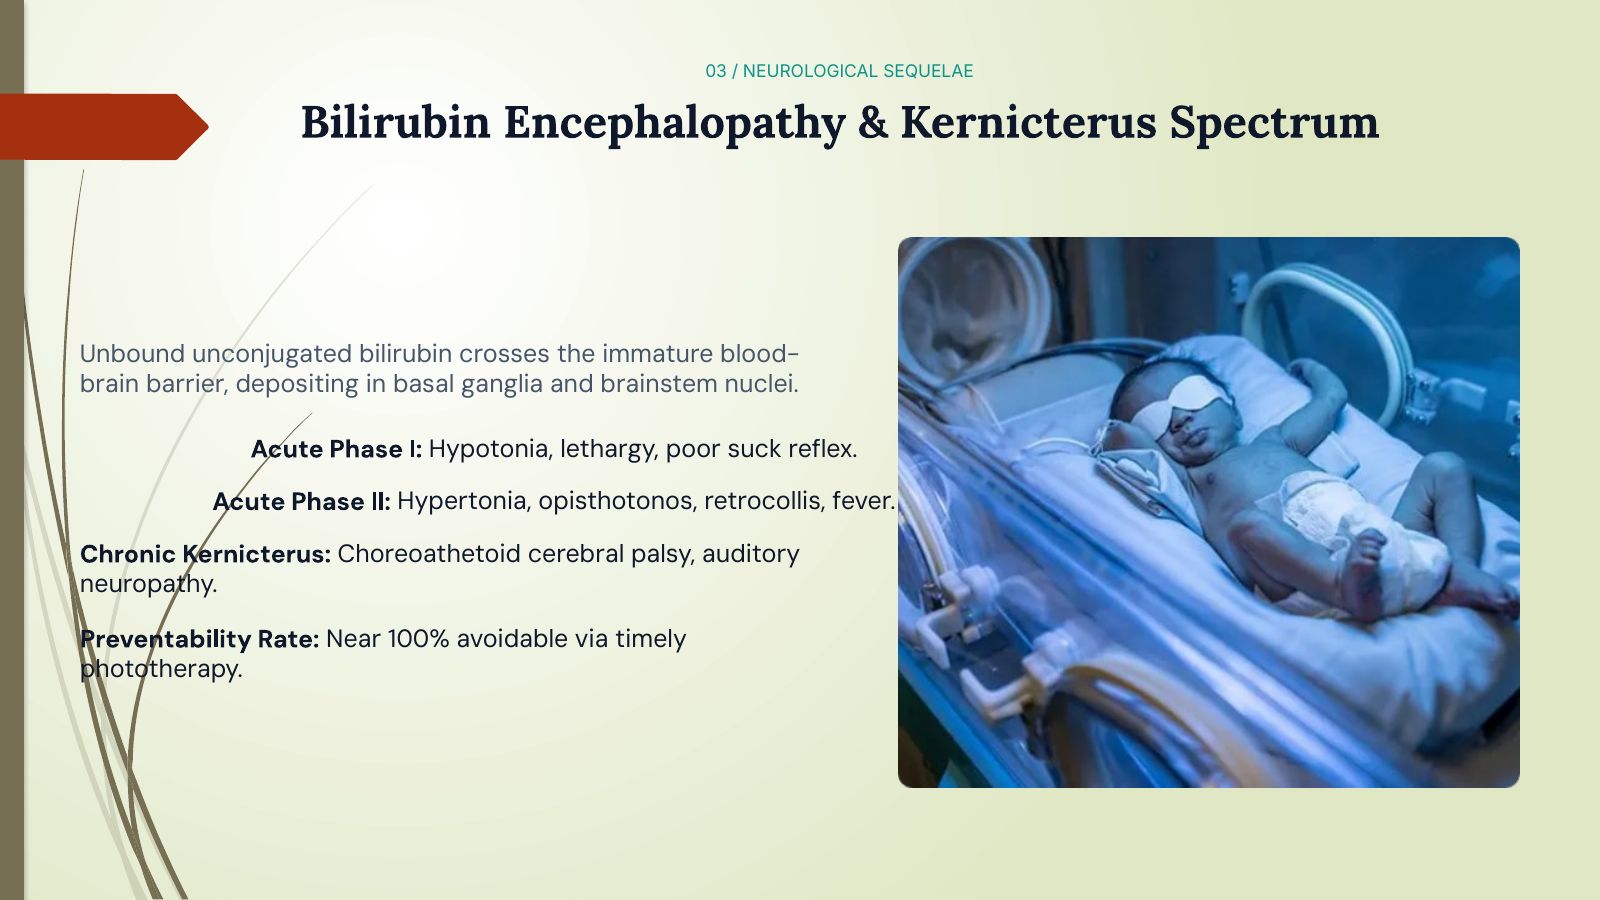 03 / NEUROLOGICAL SEQUELAE
Bilirubin Encephalopathy & Kernicterus Spectrum
Unbound unconjugated bilirubin crosses the immature blood-
brain barrier, depositing in basal ganglia and brainstem nuclei.
Acute Phase I: Hypotonia, lethargy, poor suck reflex.
Acute Phase II: Hypertonia, opisthotonos, retrocollis, fever.
Chronic Kernicterus: Choreoathetoid cerebral palsy, auditory
neuropathy.
Preventability Rate: Near 100% avoidable via timely
phototherapy.